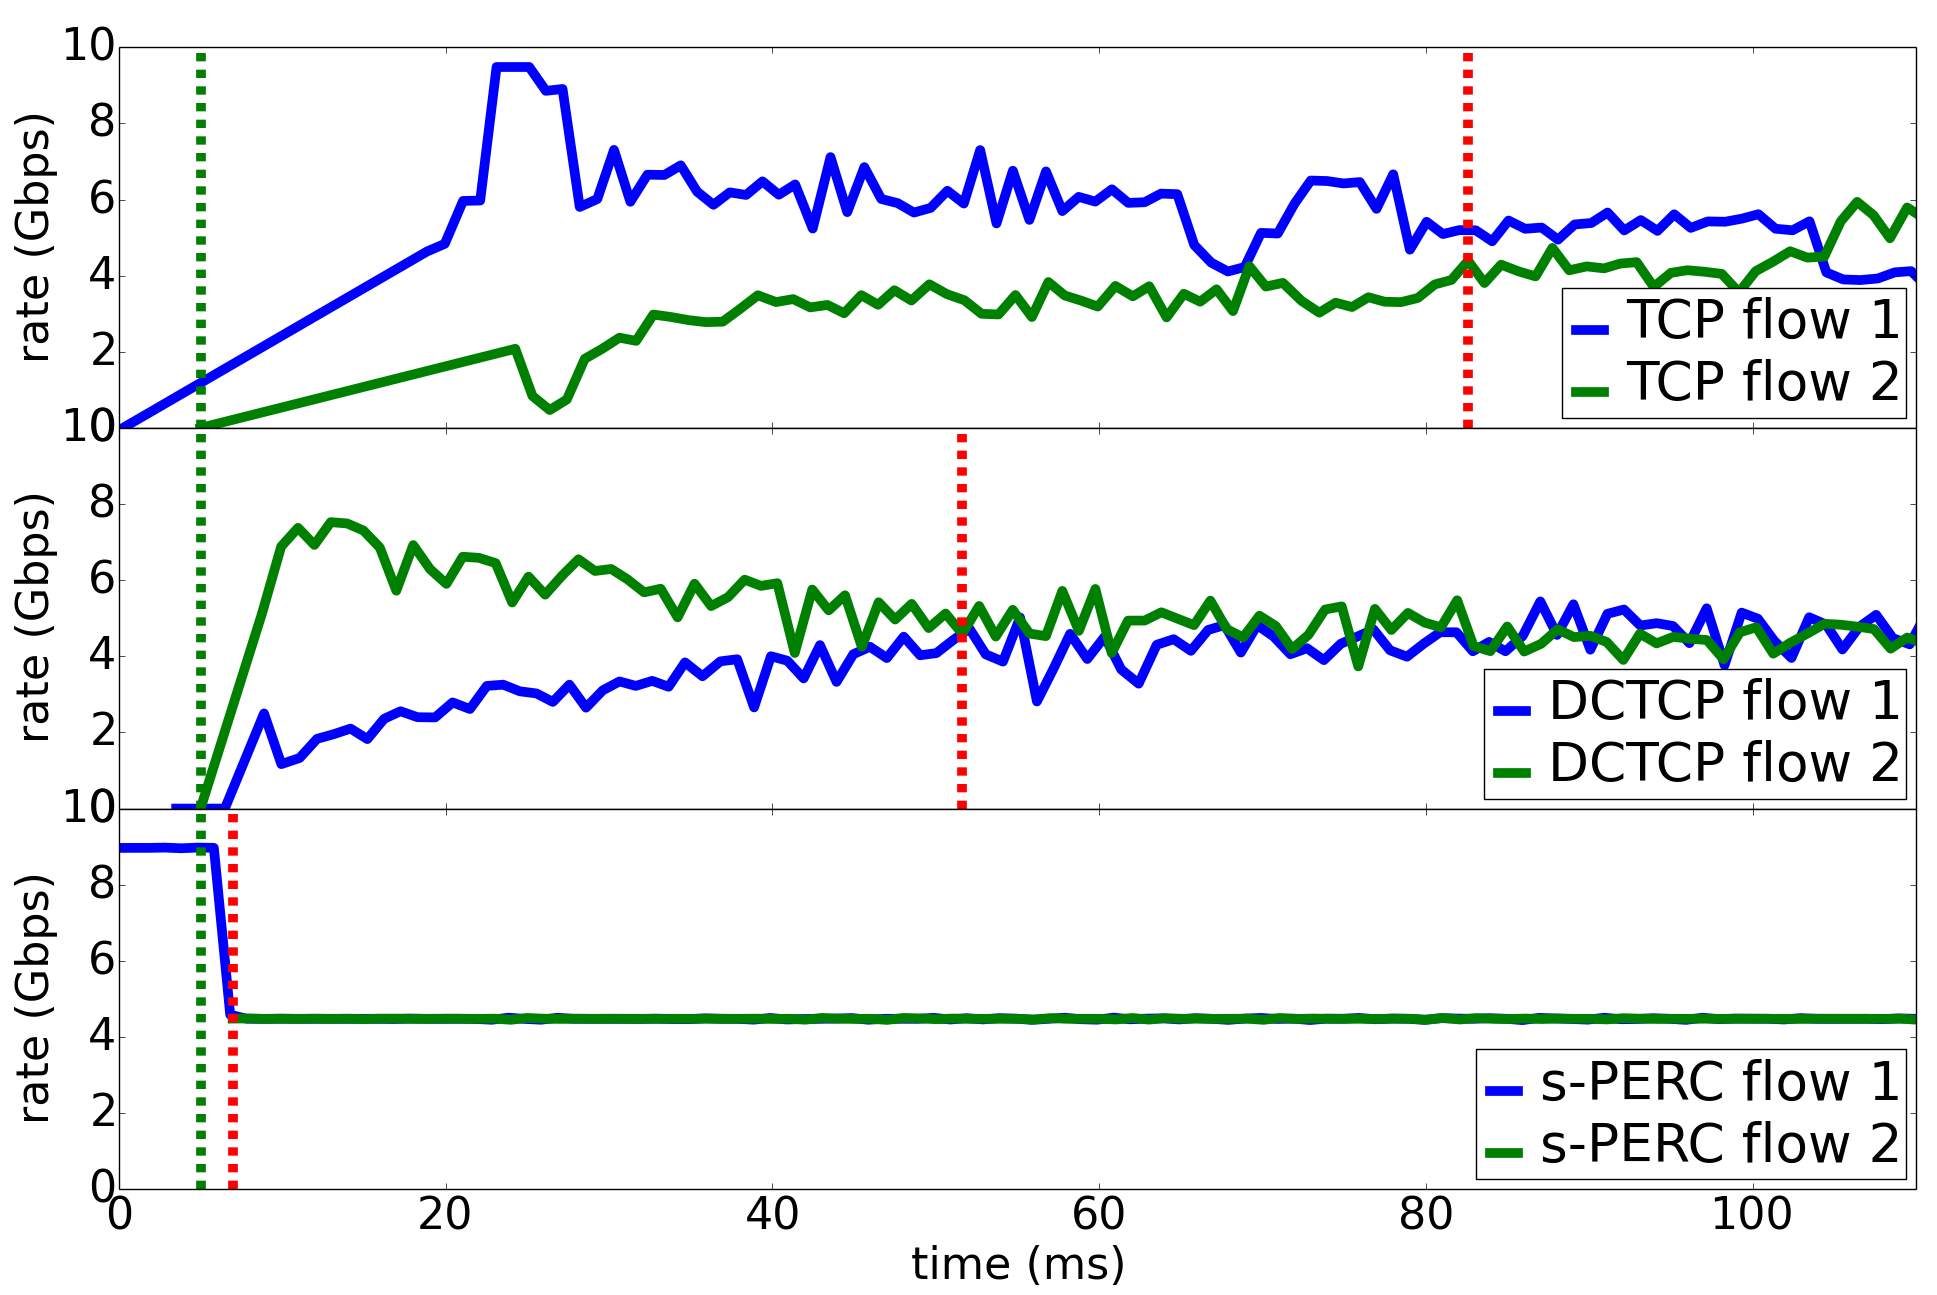 10
8
6
4
2
rate (Gbps)
TCP flow 1
TCP flow 2
10
8
6
4
2
rate (Gbps)
DCTCP flow 1
DCTCP flow 2
10
8
6
4
2
0
rate (Gbps)
s-PERC flow 1
s-PERC flow 2
0 20 40 60 80 100
time (ms)